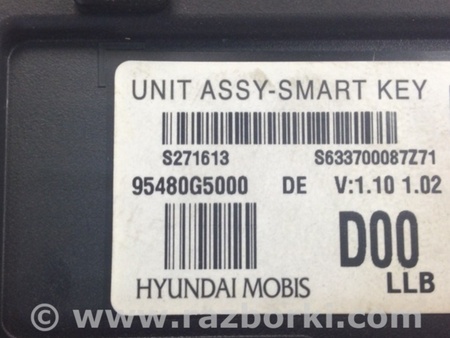 UNIT ASSY-SMART KEY
S271613 S633700087Z71
95480G5000 DE V:1.10 1.02
D00
LLB
HYUNDAI MOBIS
© www.razborki.com